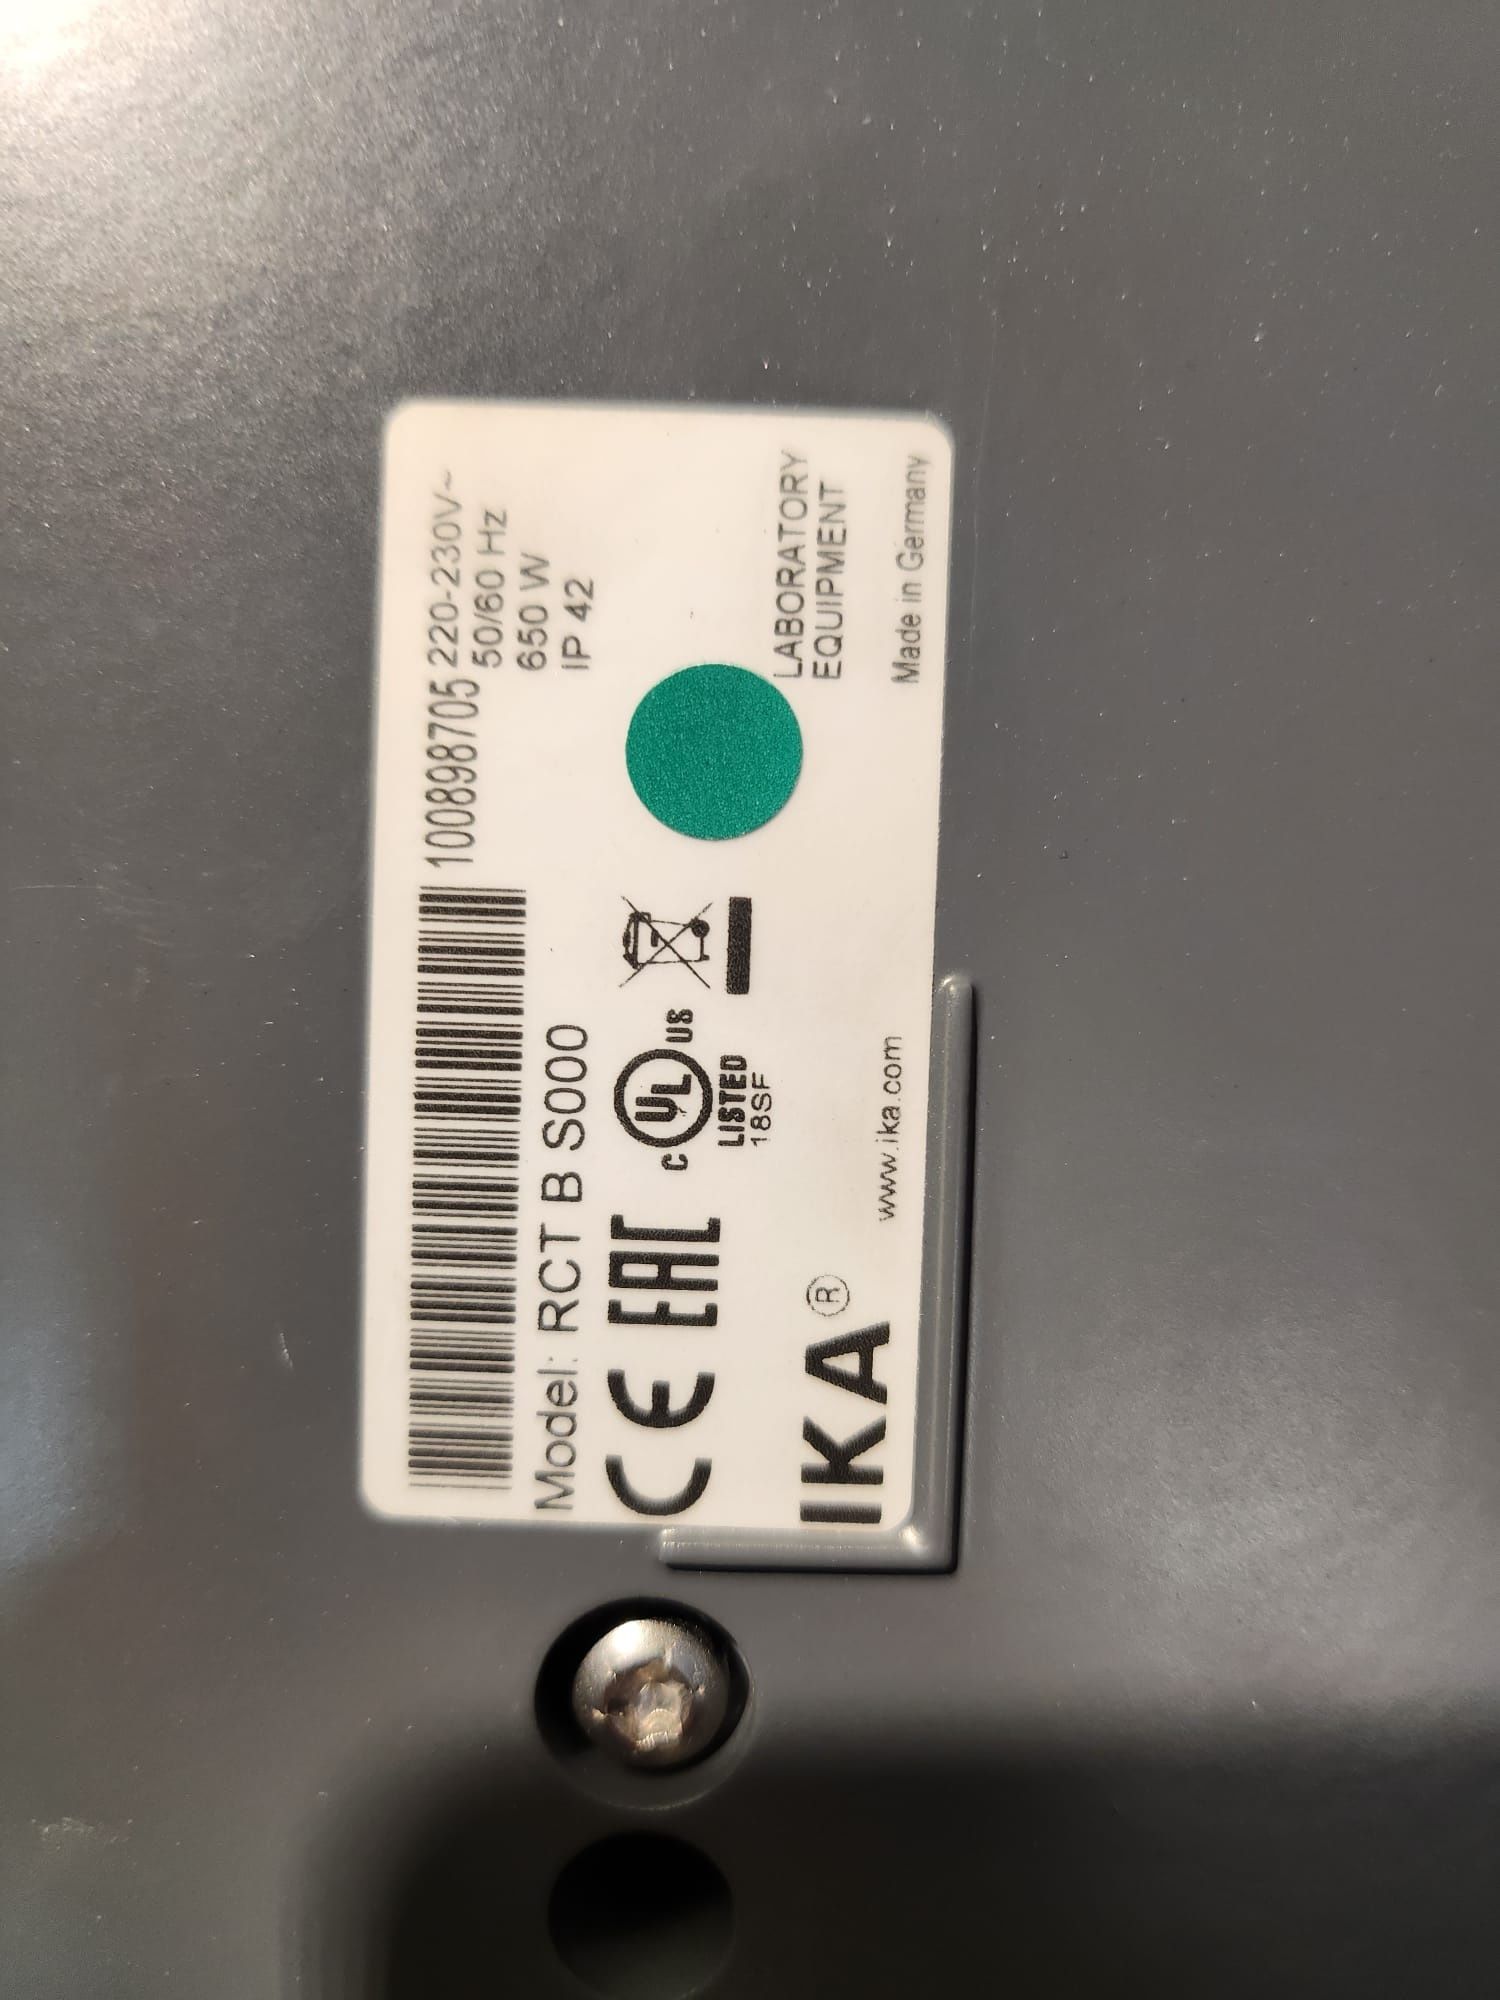 100898705 220-230V~
50/60 Hz
650 W
IP 42
Model: RCT B S000
CE EAC c UL us
LISTED
18SF
LABORATORY
EQUIPMENT
IKA® www.ika.com Made in Germany